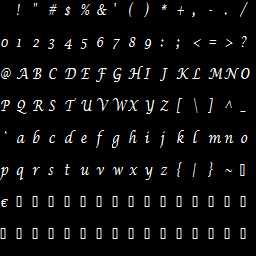 ! " # $ % & ' ( ) * + , - . /
0 1 2 3 4 5 6 7 8 9 : ; < = > ?
@ A B C D E F G H I J K L M N O
P Q R S T U V W X Y Z [ \ ] ^ _
` a b c d e f g h i j k l m n o
p q r s t u v w x y z { | } ~ ▯
€ ▯ ▯ ▯ ▯ ▯ ▯ ▯ ▯ ▯ ▯ ▯ ▯ ▯ ▯ ▯
▯ ▯ ▯ ▯ ▯ ▯ ▯ ▯ ▯ ▯ ▯ ▯ ▯ ▯ ▯ ▯